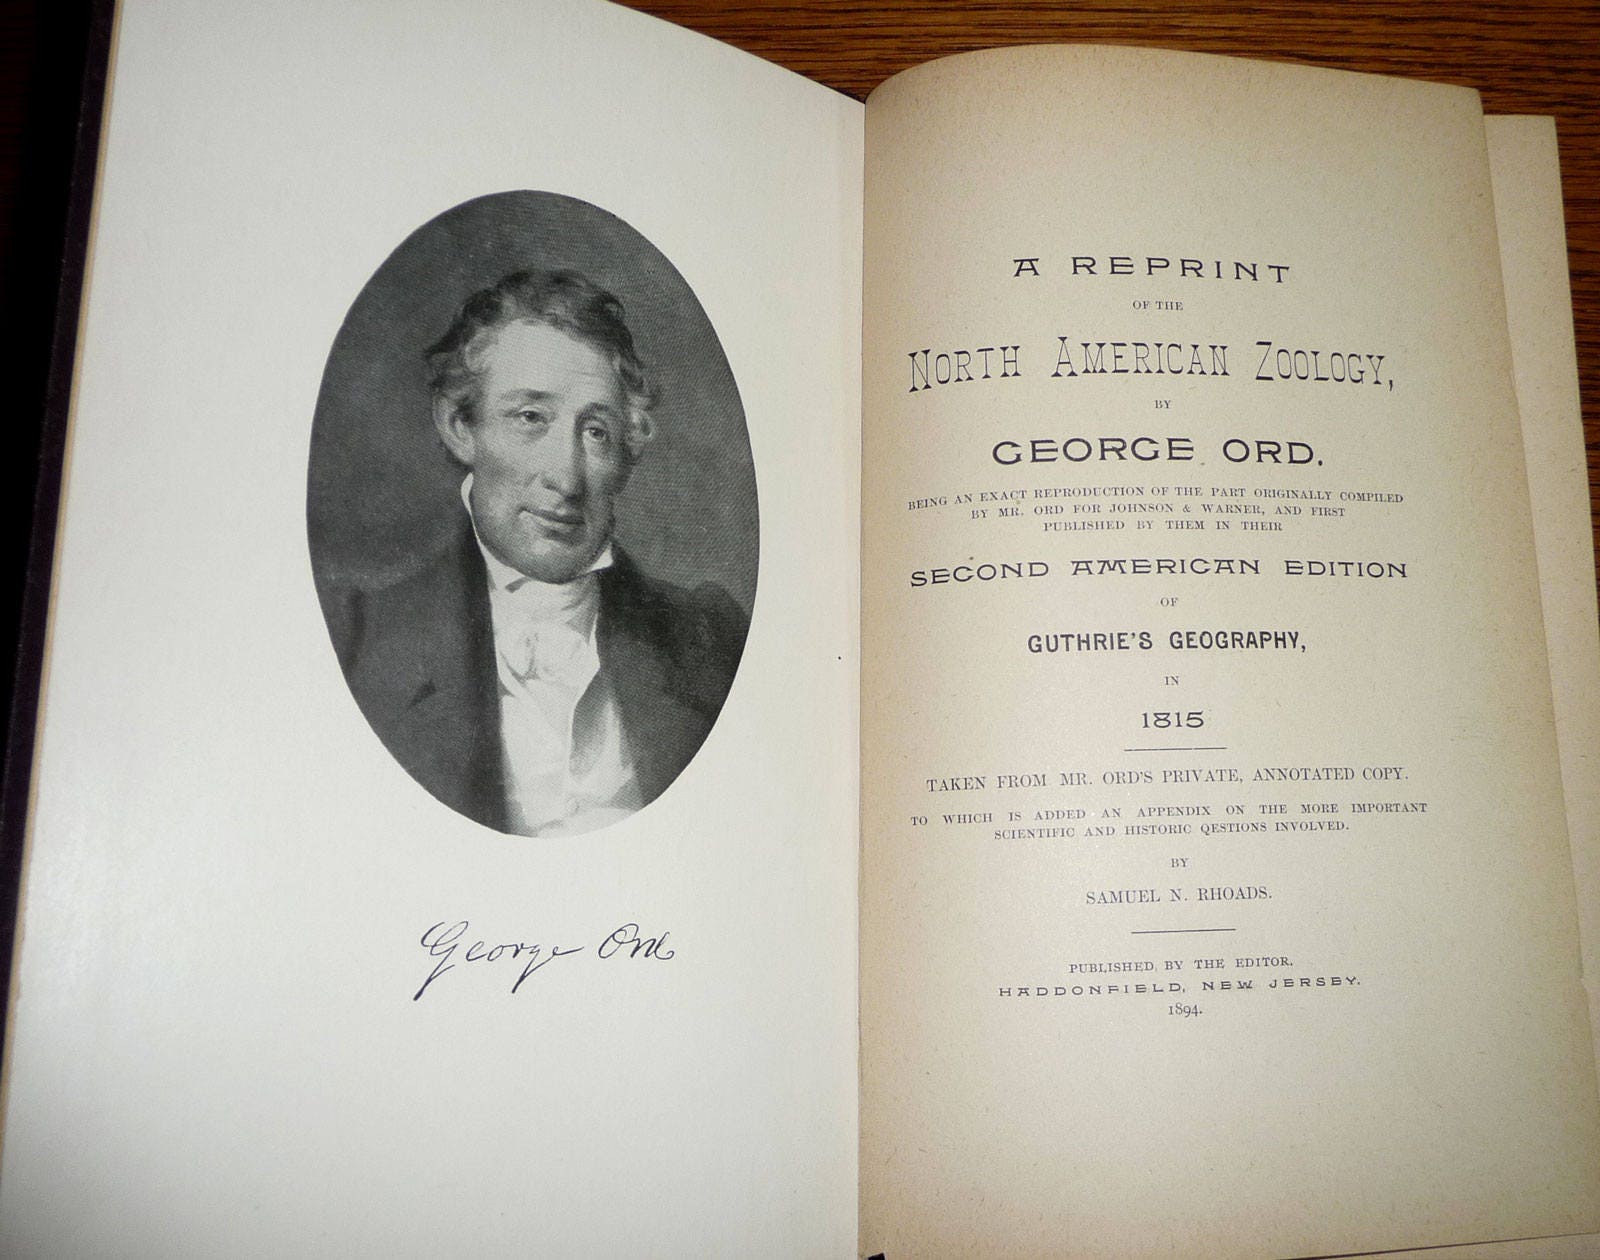 George Ord
A REPRINT
OF THE
NORTH AMERICAN ZOOLOGY,
BY
GEORGE ORD.
BEING AN EXACT REPRODUCTION OF THE PART ORIGINALLY COMPILED
BY MR. ORD FOR JOHNSON & WARNER, AND FIRST
PUBLISHED BY THEM IN THEIR
SECOND AMERICAN EDITION
OF
GUTHRIE'S GEOGRAPHY,
IN
1815
TAKEN FROM MR. ORD'S PRIVATE, ANNOTATED COPY.
TO WHICH IS ADDED AN APPENDIX ON THE MORE IMPORTANT
SCIENTIFIC AND HISTORIC QESTIONS INVOLVED.
BY
SAMUEL N. RHOADS.
PUBLISHED BY THE EDITOR.
HADDONFIELD, NEW JERSEY.
1894.